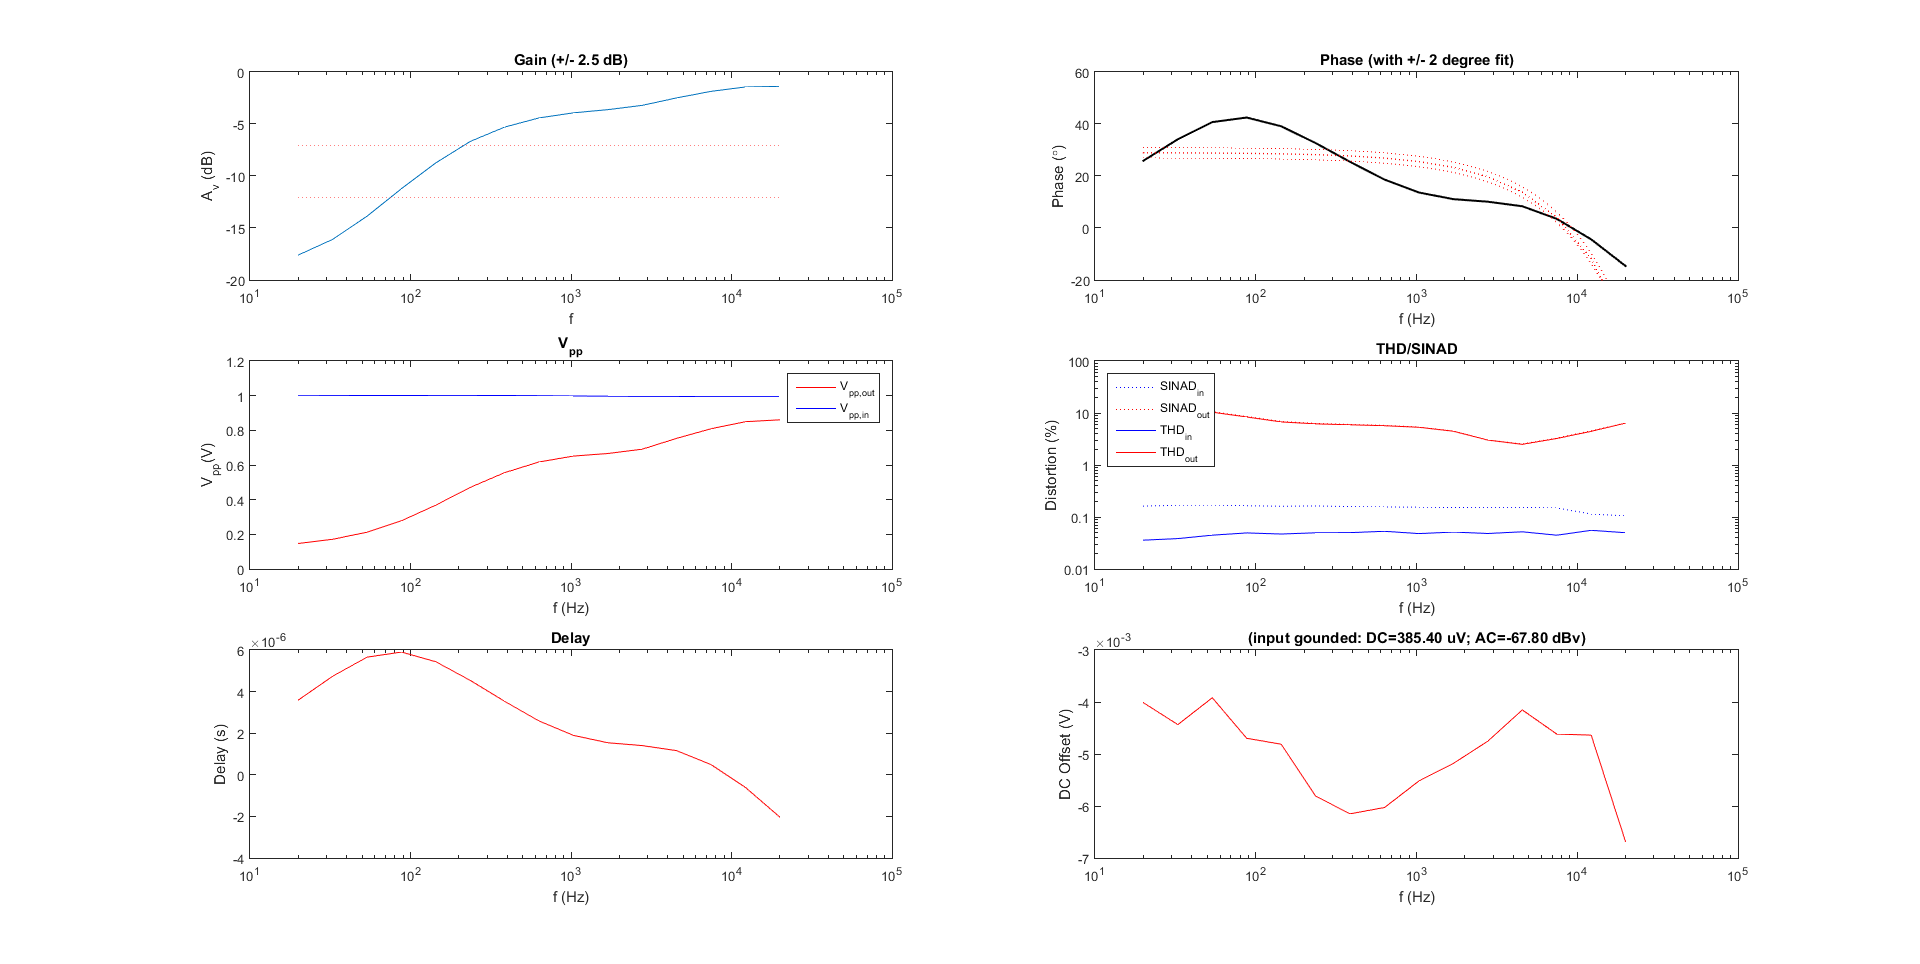 Gain (+/- 2.5 dB)
0
-5
-10
-15
-20
A_v (dB)
10^1
10^2
10^3
10^4
10^5
f
Phase (with +/- 2 degree fit)
60
40
20
0
-20
Phase (°)
10^1
10^2
10^3
10^4
10^5
f (Hz)
V_pp
1.2
1
0.8
0.6
0.4
0.2
0
V_pp(V)
V_pp,out
V_pp,in
10^1
10^2
10^3
10^4
10^5
f (Hz)
THD/SINAD
100
10
1
0.1
0.01
Distortion (%)
SINAD_in
SINAD_out
THD_in
THD_out
10^1
10^2
10^3
10^4
10^5
f (Hz)
Delay
×10^-6
6
4
2
0
-2
-4
Delay (s)
10^1
10^2
10^3
10^4
10^5
f (Hz)
(input gounded: DC=385.40 uV; AC=-67.80 dBv)
×10^-3
-3
-4
-5
-6
-7
DC Offset (V)
10^1
10^2
10^3
10^4
10^5
f (Hz)